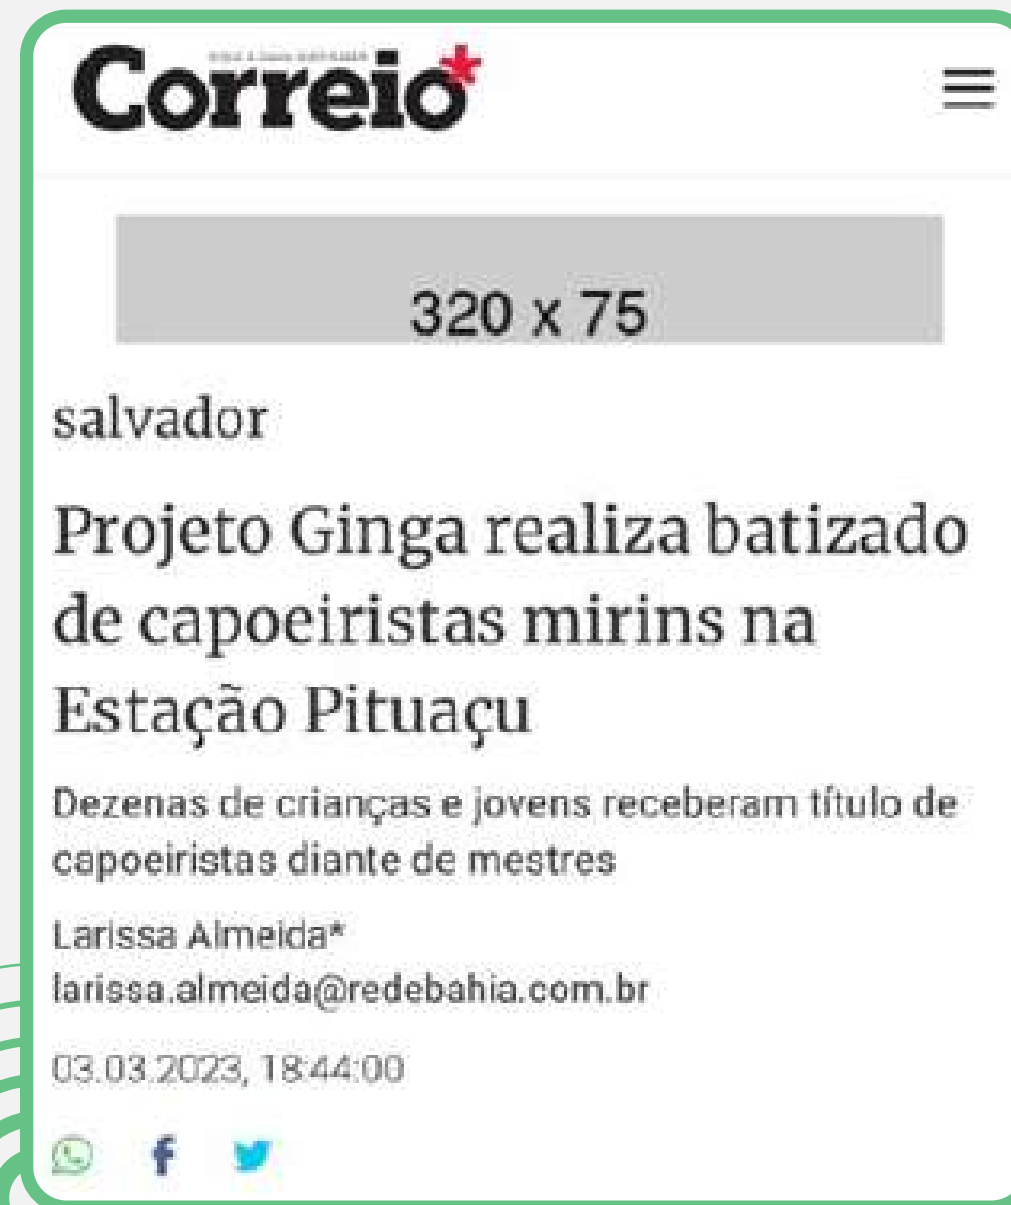 Correio*
320 x 75
salvador
Projeto Ginga realiza batizado
de capoeiristas mirins na
Estação Pituaçu
Dezenas de crianças e jovens receberam título de
capoeiristas diante de mestres
Larissa Almeida*
larissa.almeida@redebahia.com.br
03.03.2023, 18:44:00